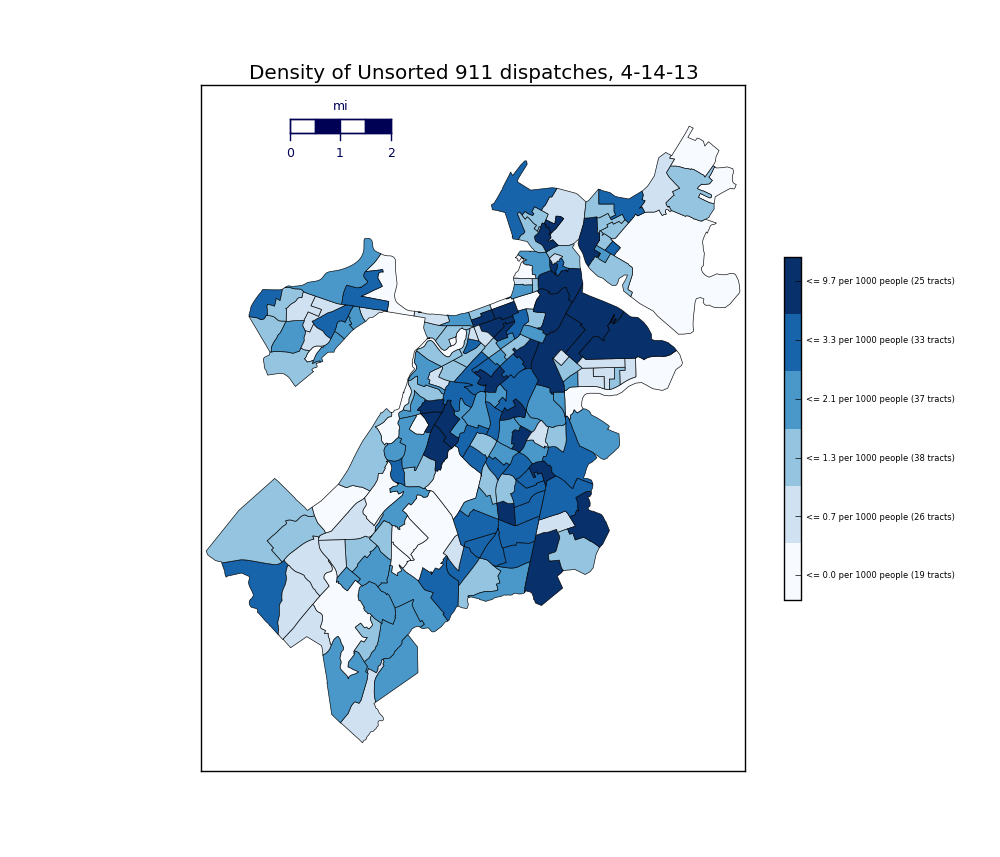 Density of Unsorted 911 dispatches, 4-14-13
mi
0 1 2
<= 9.7 per 1000 people (25 tracts)
<= 3.3 per 1000 people (33 tracts)
<= 2.1 per 1000 people (37 tracts)
<= 1.3 per 1000 people (38 tracts)
<= 0.7 per 1000 people (26 tracts)
<= 0.0 per 1000 people (19 tracts)